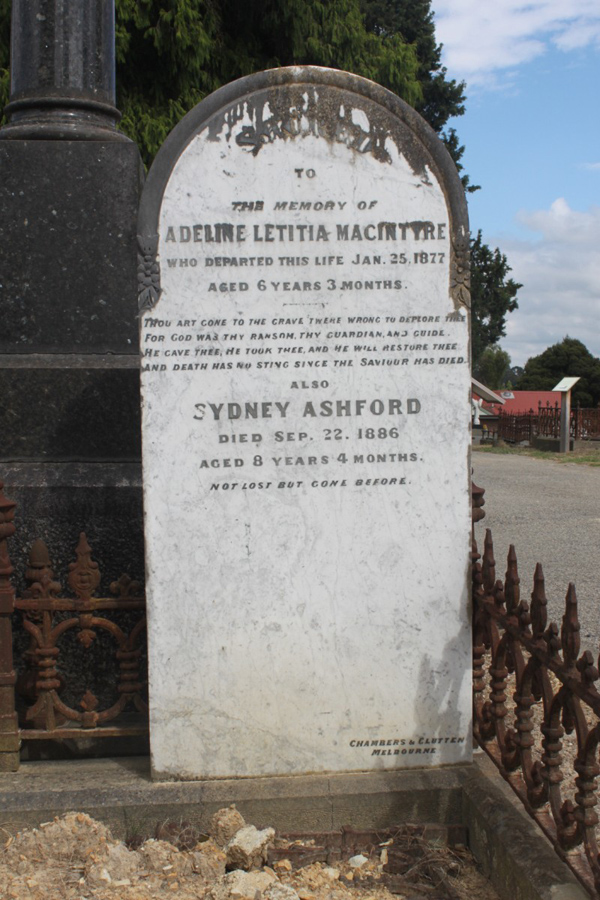 TO
THE MEMORY OF
ADELINE LETITIA MACINTYRE
WHO DEPARTED THIS LIFE JAN. 25, 1877
AGED 6 YEARS 3 MONTHS.
THOU ART GONE TO THE GRAVE 'TWERE WRONG TO DEPLORE THEE
FOR GOD WAS THY RANSOM, THY GUARDIAN, AND GUIDE.
HE GAVE THEE, HE TOOK THEE, AND HE WILL RESTORE THEE
AND DEATH HAS NO STING SINCE THE SAVIOUR HAS DIED.
ALSO
SYDNEY ASHFORD
DIED SEP. 22. 1886
AGED 8 YEARS 4 MONTHS.
NOT LOST BUT GONE BEFORE.
CHAMBERS & CLUTTEN
MELBOURNE